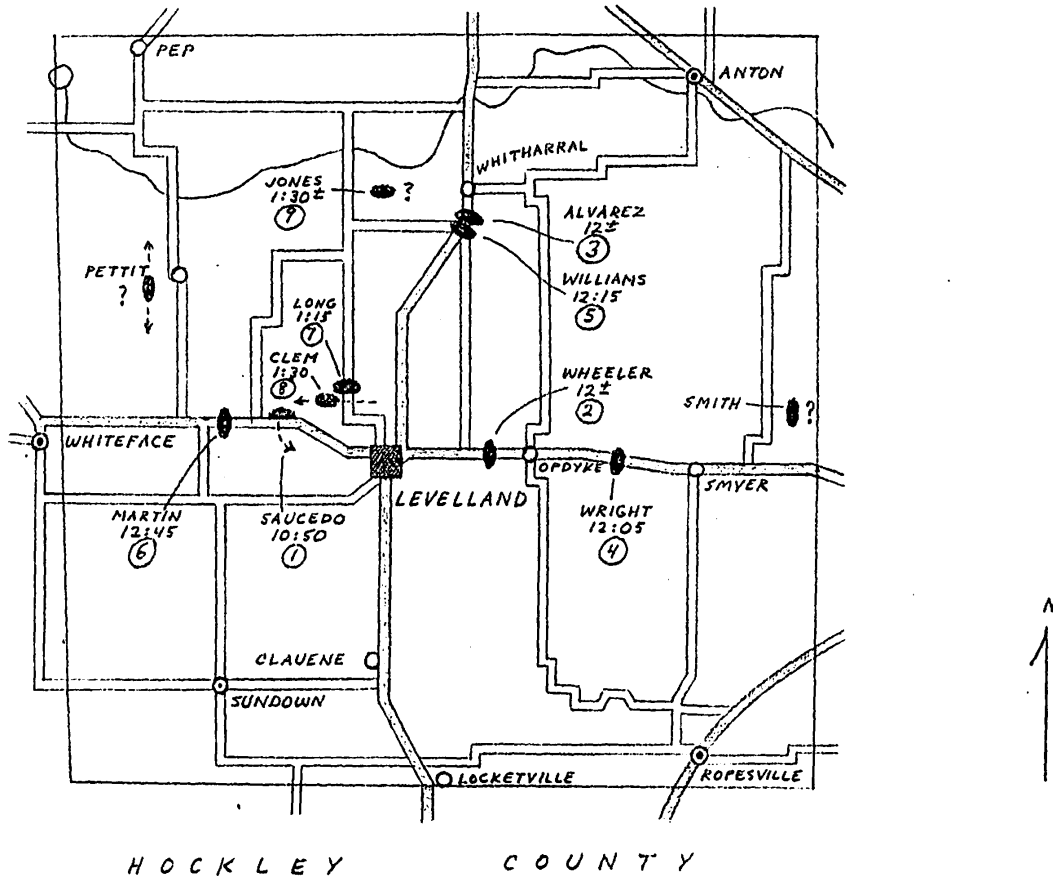 PEP
ANTON
WHITHARRAL
JONES
1:30±
9
?
ALVAREZ
12±
3
PETTIT
?
WILLIAMS
12:15
5
LONG
1:15
7
CLEM
1:30
8
WHEELER
12±
2
SMITH
?
WHITEFACE
OPDYKE
SMYER
LEVELLAND
MARTIN
12:45
6
SAUCEDO
10:50
1
WRIGHT
12:05
4
N
CLAUENE
SUNDOWN
LOCKETVILLE
ROPESVILLE
HOCKLEY COUNTY